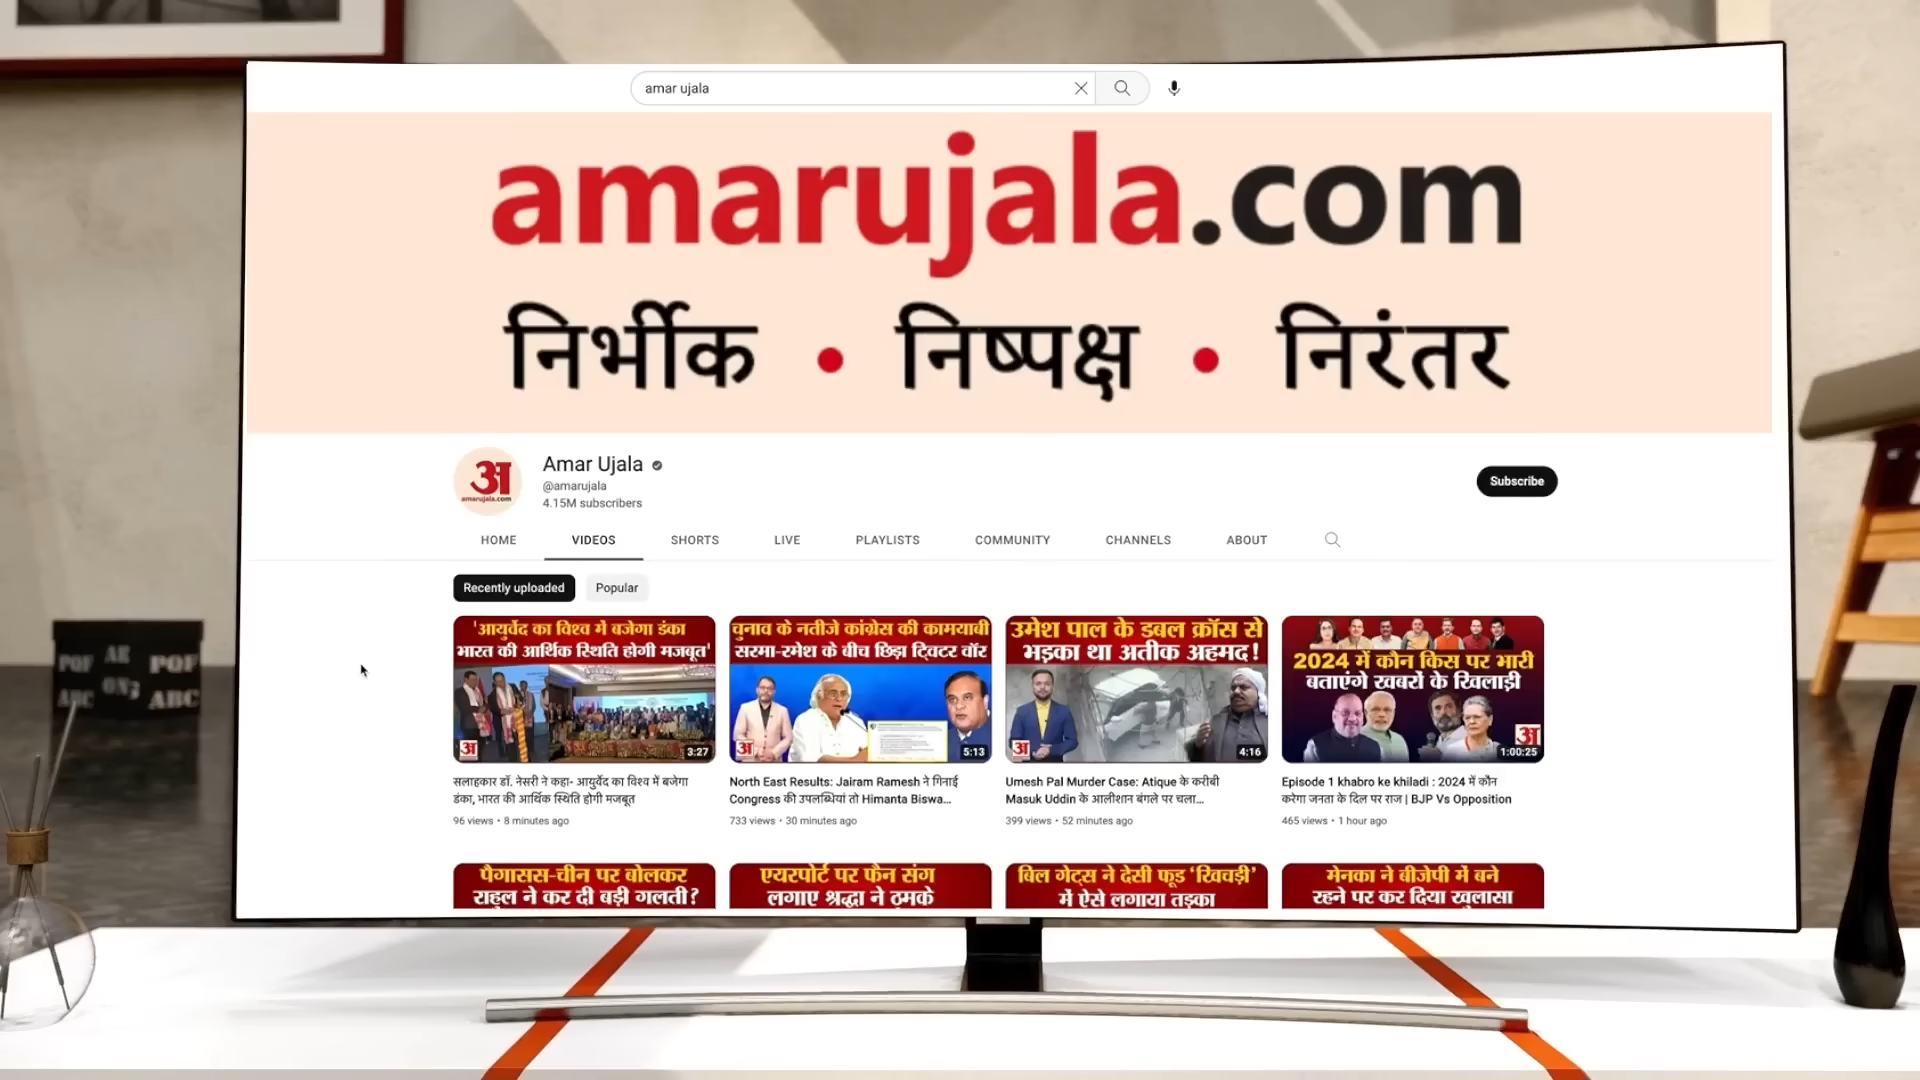 amar ujala
amarujala.com
निर्भीक • निष्पक्ष • निरंतर
अ
amarujala.com
Amar Ujala
@amarujala
4.15M subscribers
Subscribe
HOME VIDEOS SHORTS LIVE PLAYLISTS COMMUNITY CHANNELS ABOUT
Recently uploaded Popular
'आयुर्वेद का विश्व में बजेगा डंका
भारत की आर्थिक स्थिति होगी मजबूत'
अ
3:27
सलाहकार डॉ. नेसरी ने कहा- आयुर्वेद का विश्व में बजेगा
डंका, भारत की आर्थिक स्थिति होगी मजबूत
96 views • 8 minutes ago
चुनाव के नतीजे कांग्रेस की कामयाबी
सरमा-रमेश के बीच छिड़ा ट्विटर वॉर
अ
5:13
North East Results: Jairam Ramesh ने गिनाई
Congress की उपलब्धियां तो Himanta Biswa...
733 views • 30 minutes ago
उमेश पाल के डबल क्रॉस से
भड़का था अतीक अहमद!
अ
4:16
Umesh Pal Murder Case: Atique के करीबी
Masuk Uddin के आलीशान बंगले पर चला...
399 views • 52 minutes ago
2024 में कौन किस पर भारी
बताएंगे खबरों के खिलाड़ी
अ
1:00:25
Episode 1 khabro ke khiladi : 2024 में कौन
करेगा जनता के दिल पर राज | BJP Vs Opposition
465 views • 1 hour ago
पैगासस-चीन पर बोलकर
राहुल ने कर दी बड़ी गलती?
एयरपोर्ट पर फैन संग
लगाए श्रद्धा ने ठुमके
बिल गेट्स ने देसी फूड 'खिचड़ी'
में ऐसे लगाया तड़का
मेनका ने बीजेपी में बने
रहने पर कर दिया खुलासा
POF
ABC
POF
ABC